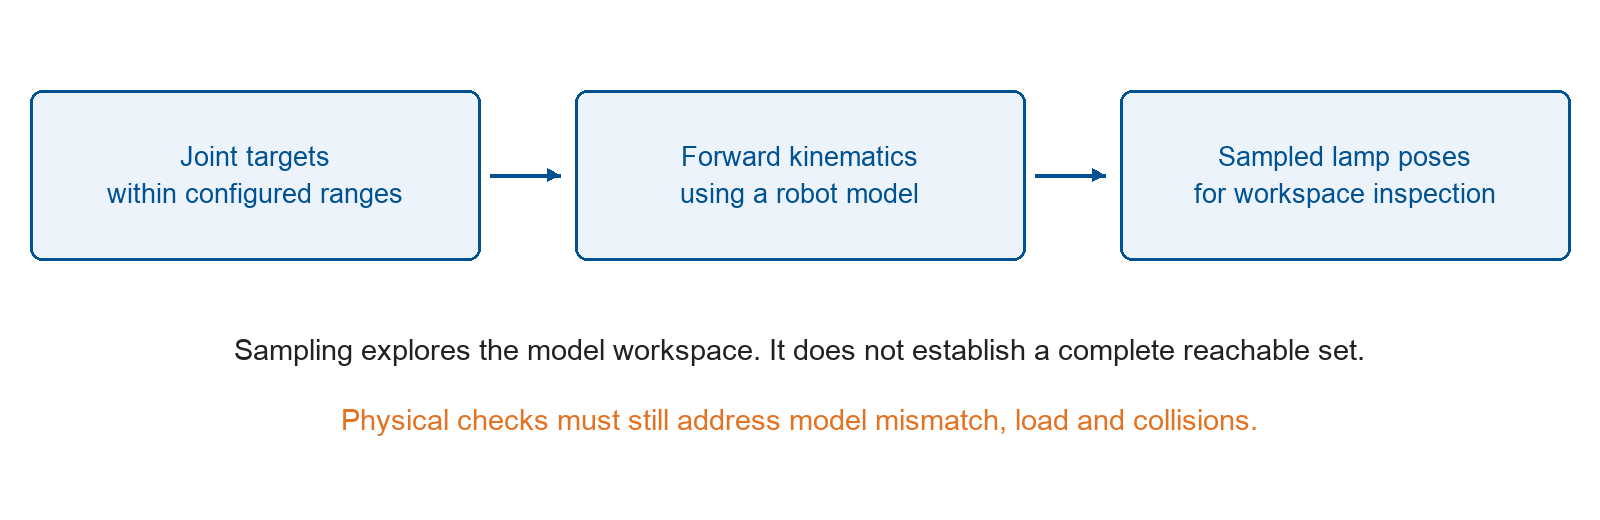 Joint targets
within configured ranges
Forward kinematics
using a robot model
Sampled lamp poses
for workspace inspection
Sampling explores the model workspace. It does not establish a complete reachable set.
Physical checks must still address model mismatch, load and collisions.